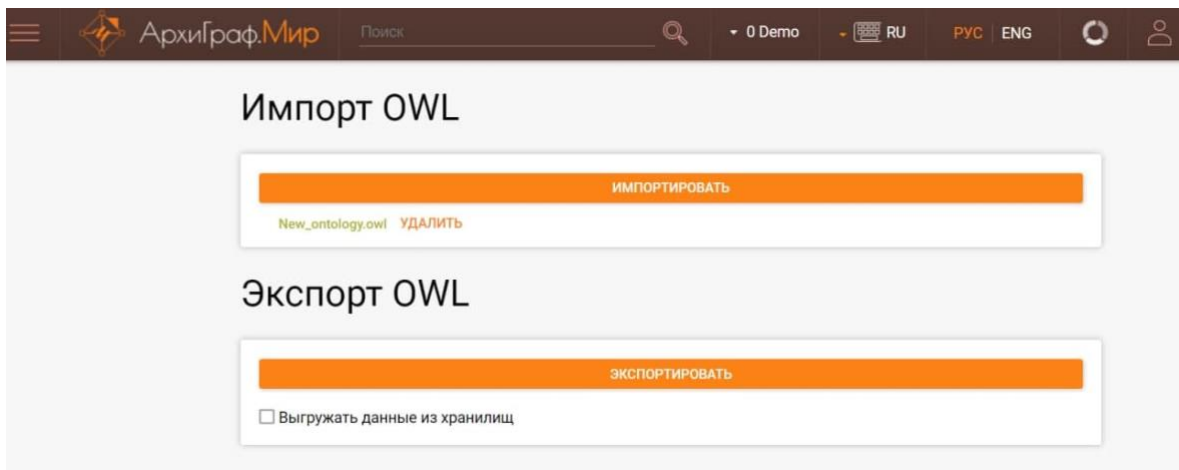 АрхиГраф.Мир Поиск 0 Demo RU РУС ENG
Импорт OWL
ИМПОРТИРОВАТЬ
New_ontology.owl УДАЛИТЬ
Экспорт OWL
ЭКСПОРТИРОВАТЬ
Выгружать данные из хранилищ